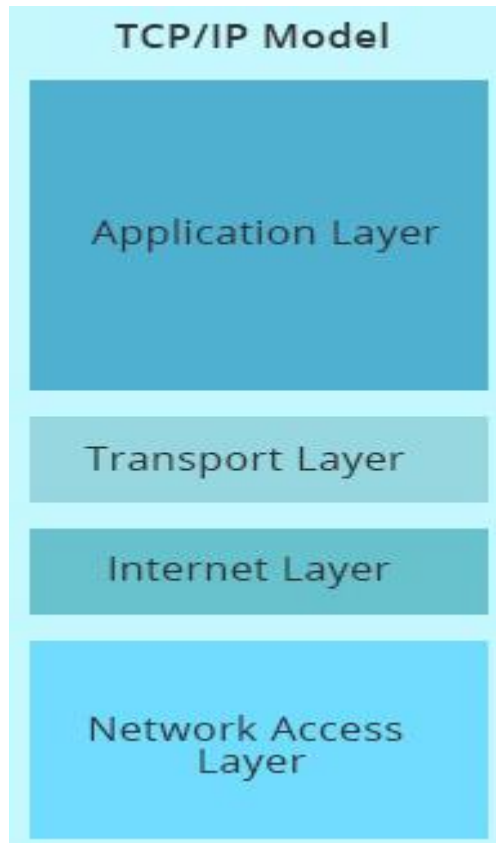 TCP/IP Model
Application Layer
Transport Layer
Internet Layer
Network Access
Layer